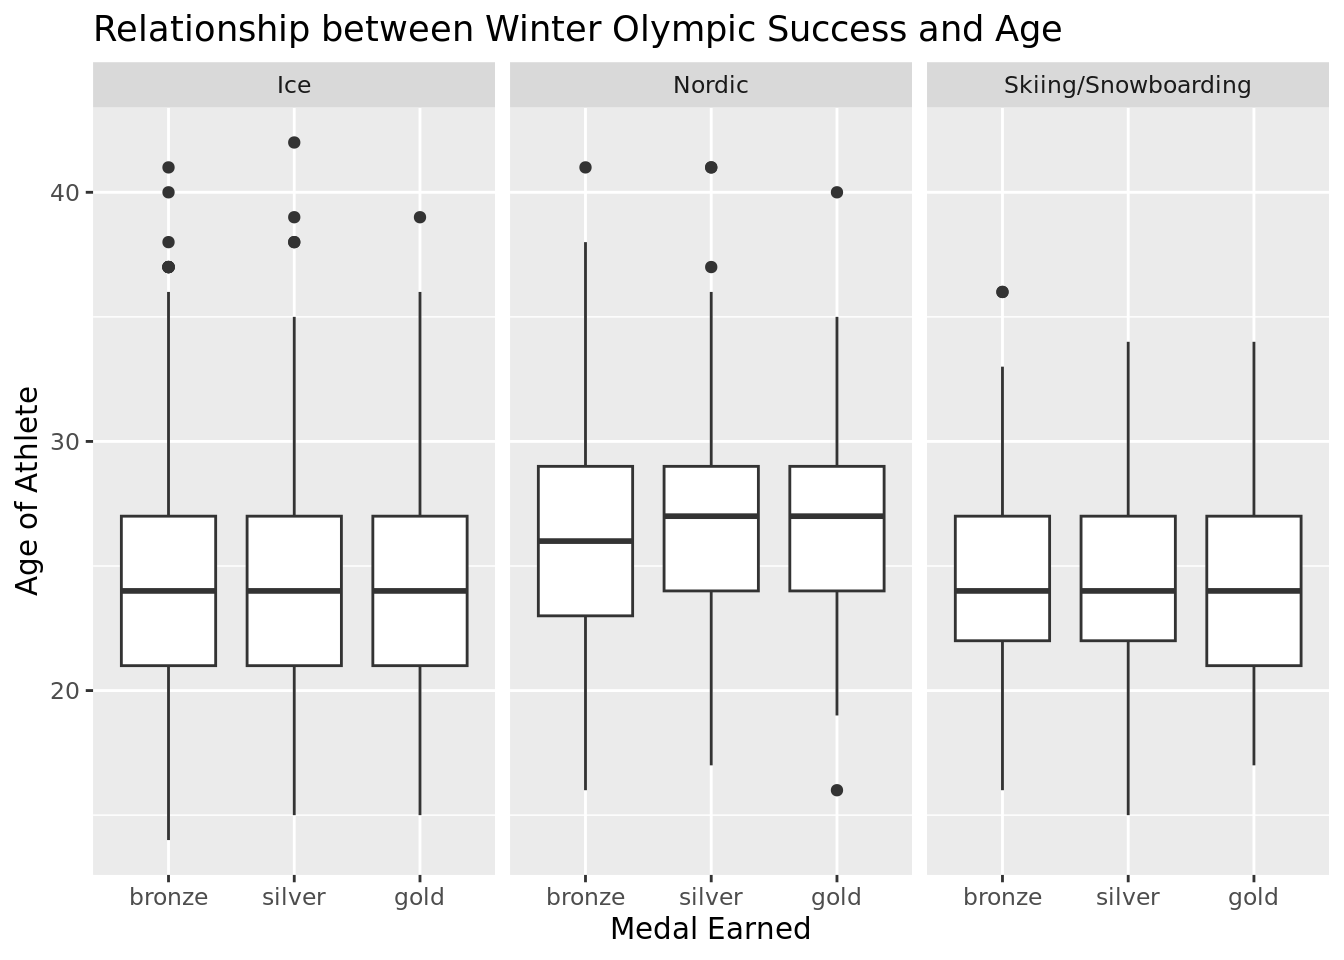 Relationship between Winter Olympic Success and Age
Ice
Nordic
Skiing/Snowboarding
Age of Athlete
40
30
20
bronze silver gold
bronze silver gold
bronze silver gold
Medal Earned